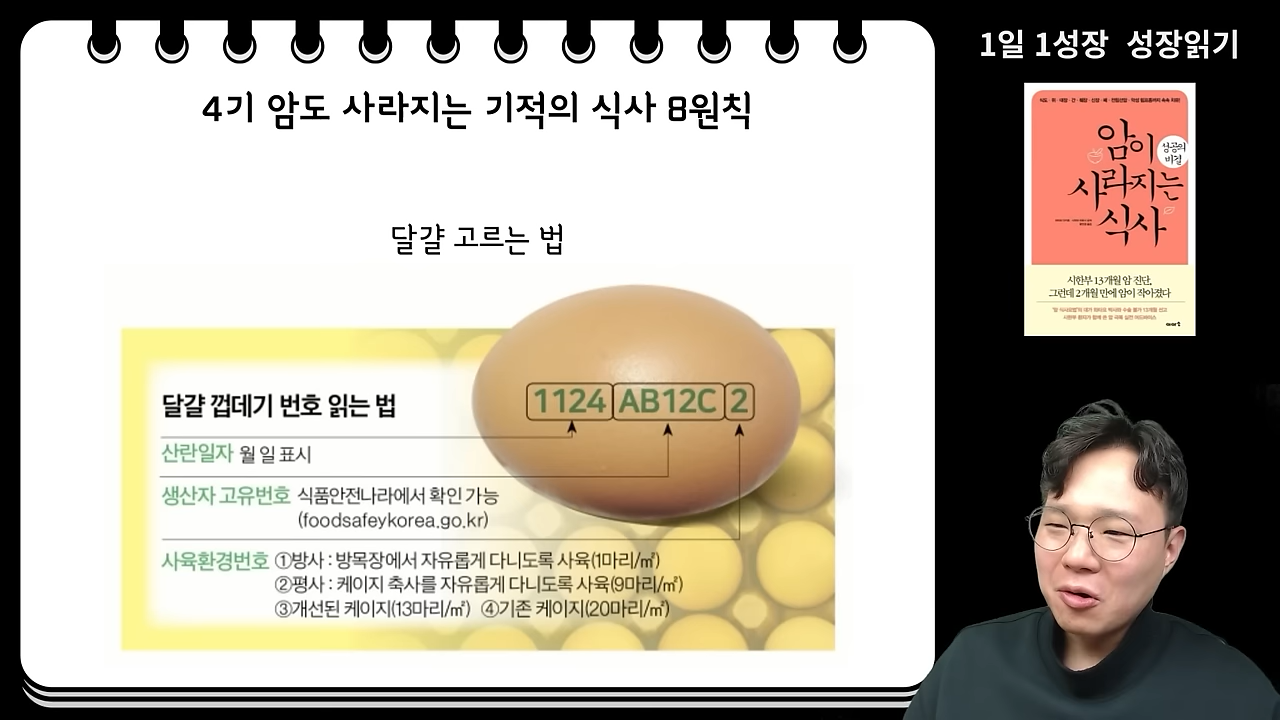 4기 암도 사라지는 기적의 식사 8원칙
달걀 고르는 법
달걀 껍데기 번호 읽는 법
1124 AB12C 2
산란일자 월 일 표시
생산자 고유번호 식품안전나라에서 확인 가능
(foodsafeykorea.go.kr)
사육환경번호 ①방사 : 방목장에서 자유롭게 다니도록 사육(1마리/㎡)
②평사 : 케이지 축사를 자유롭게 다니도록 사육(9마리/㎡)
③개선된 케이지(13마리/㎡) ④기존 케이지(20마리/㎡)
1일 1성장 성장읽기
암이
성공의
비결
사라지는
식사
시한부 13개월 암 진단,
그런데 2개월 만에 암이 작아졌다